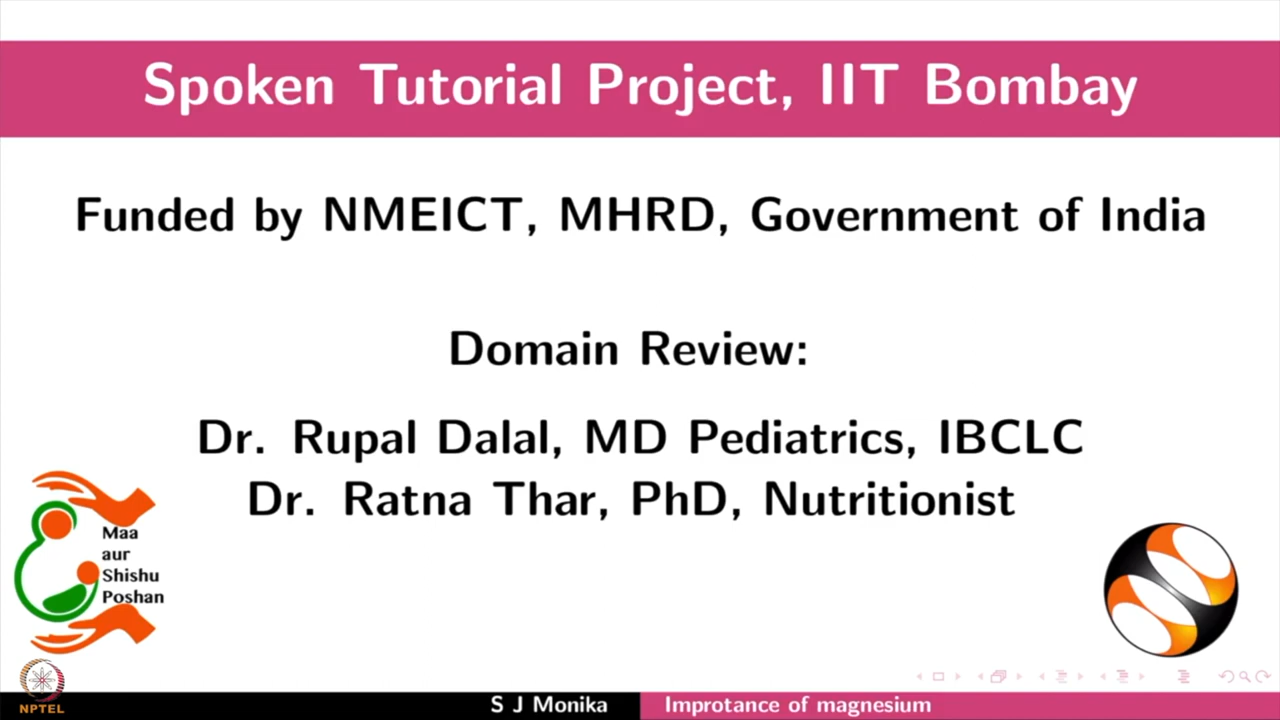 Spoken Tutorial Project, IIT Bombay
Funded by NMEICT, MHRD, Government of India
Domain Review:
Dr. Rupal Dalal, MD Pediatrics, IBCLC
Dr. Ratna Thar, PhD, Nutritionist
Maa
aur
Shishu
Poshan
NPTEL
S J Monika
Improtance of magnesium